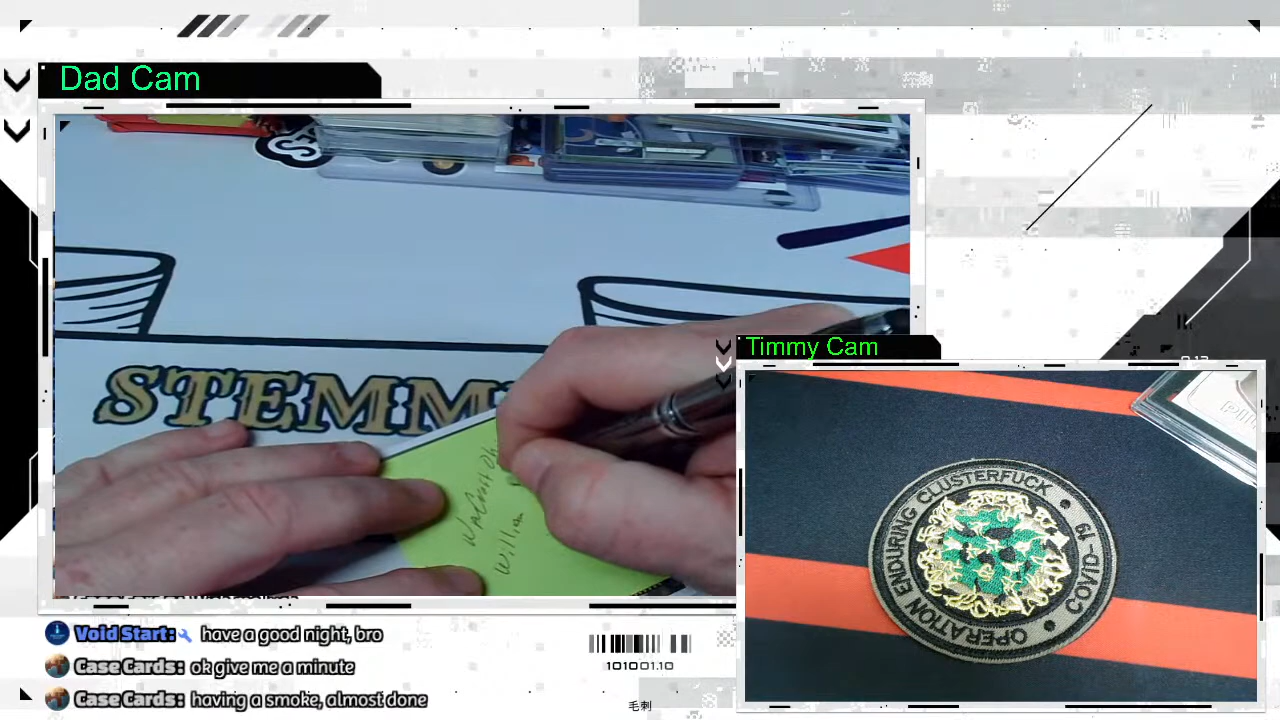 Dad Cam
STEMM
Timmy Cam
OPERATION ENDURING CLUSTERFUCK
COVID-19
Void Start: have a good night, bro
Case Cards: ok give me a minute
Case Cards: having a smoke, almost done
101001.10
毛刺